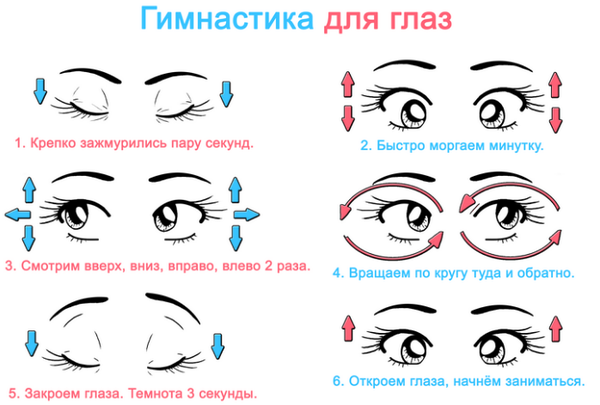 Гимнастика для глаз
1. Крепко зажмурились пару секунд.
2. Быстро моргаем минутку.
3. Смотрим вверх, вниз, вправо, влево 2 раза.
4. Вращаем по кругу туда и обратно.
5. Закроем глаза. Темнота 3 секунды.
6. Откроем глаза, начнём заниматься.